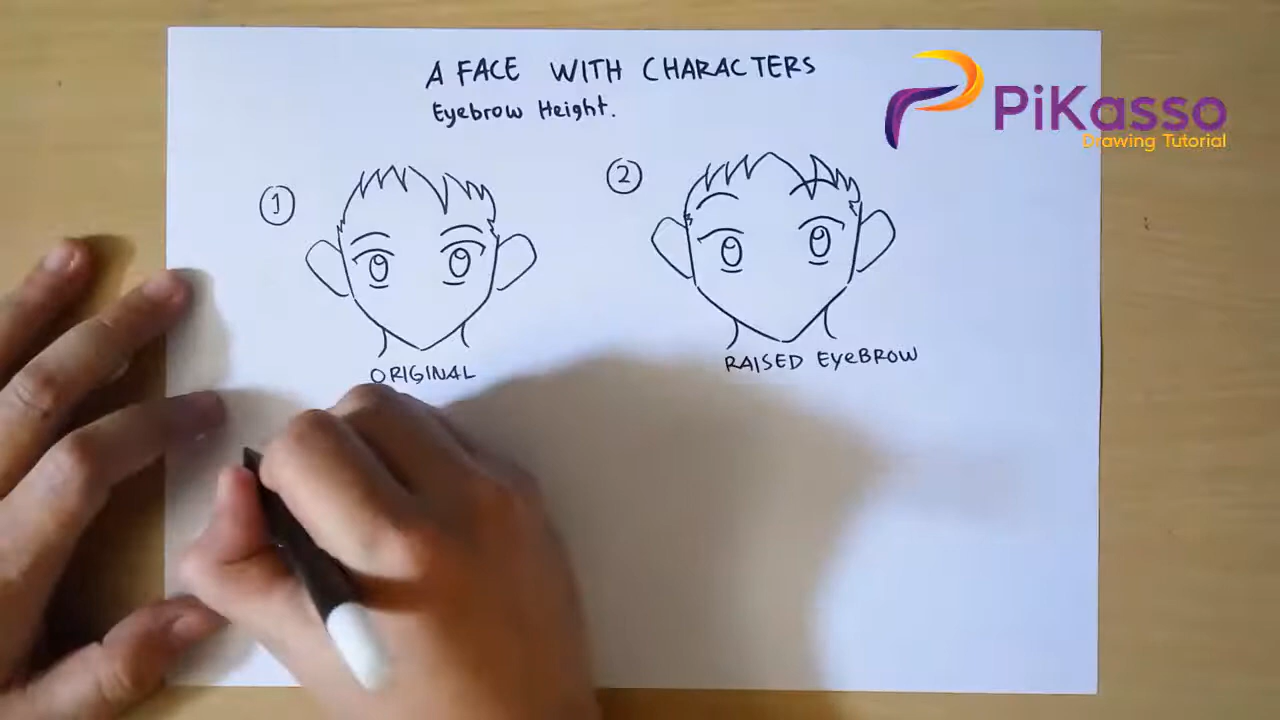 A FACE WITH CHARACTERS
Eyebrow Height.
PiKasso
Drawing Tutorial
1
2
ORIGINAL
RAISED EYeBROW